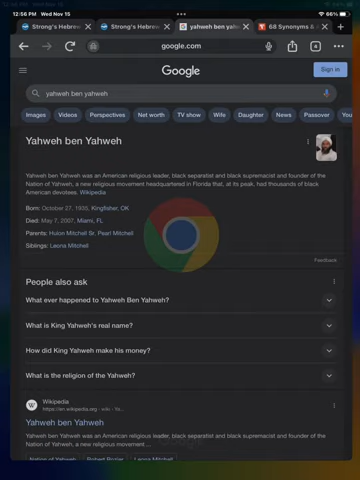 12:56 PM Wed Nov 15
66%
Strong's Hebrew
Strong's Hebrew
yahweh ben yah
68 Synonyms &
google.com
4
Google
Sign in
yahweh ben yahweh
Images Videos Perspectives Net worth TV show Wife Daughter News Passover You
Yahweh ben Yahweh
Yahweh ben Yahweh was an American religious leader, black separatist and black supremacist and founder of the
Nation of Yahweh, a new religious movement headquartered in Florida that, at its peak, had thousands of black
American devotees. Wikipedia
Born: October 27, 1935, Kingfisher, OK
Died: May 7, 2007, Miami, FL
Parents: Hulon Mitchell Sr, Pearl Mitchell
Siblings: Leona Mitchell
Feedback
People also ask
What ever happened to Yahweh Ben Yahweh?
What is King Yahweh's real name?
How did King Yahweh make his money?
What is the religion of the Yahweh?
W
Wikipedia
https://en.wikipedia.org › wiki › Ya...
Yahweh ben Yahweh
Yahweh ben Yahweh was an American religious leader, black separatist and black supremacist and founder of the
Nation of Yahweh, a new religious movement ...
Nation of Yahweh Robert Rozier Leona Mitchell